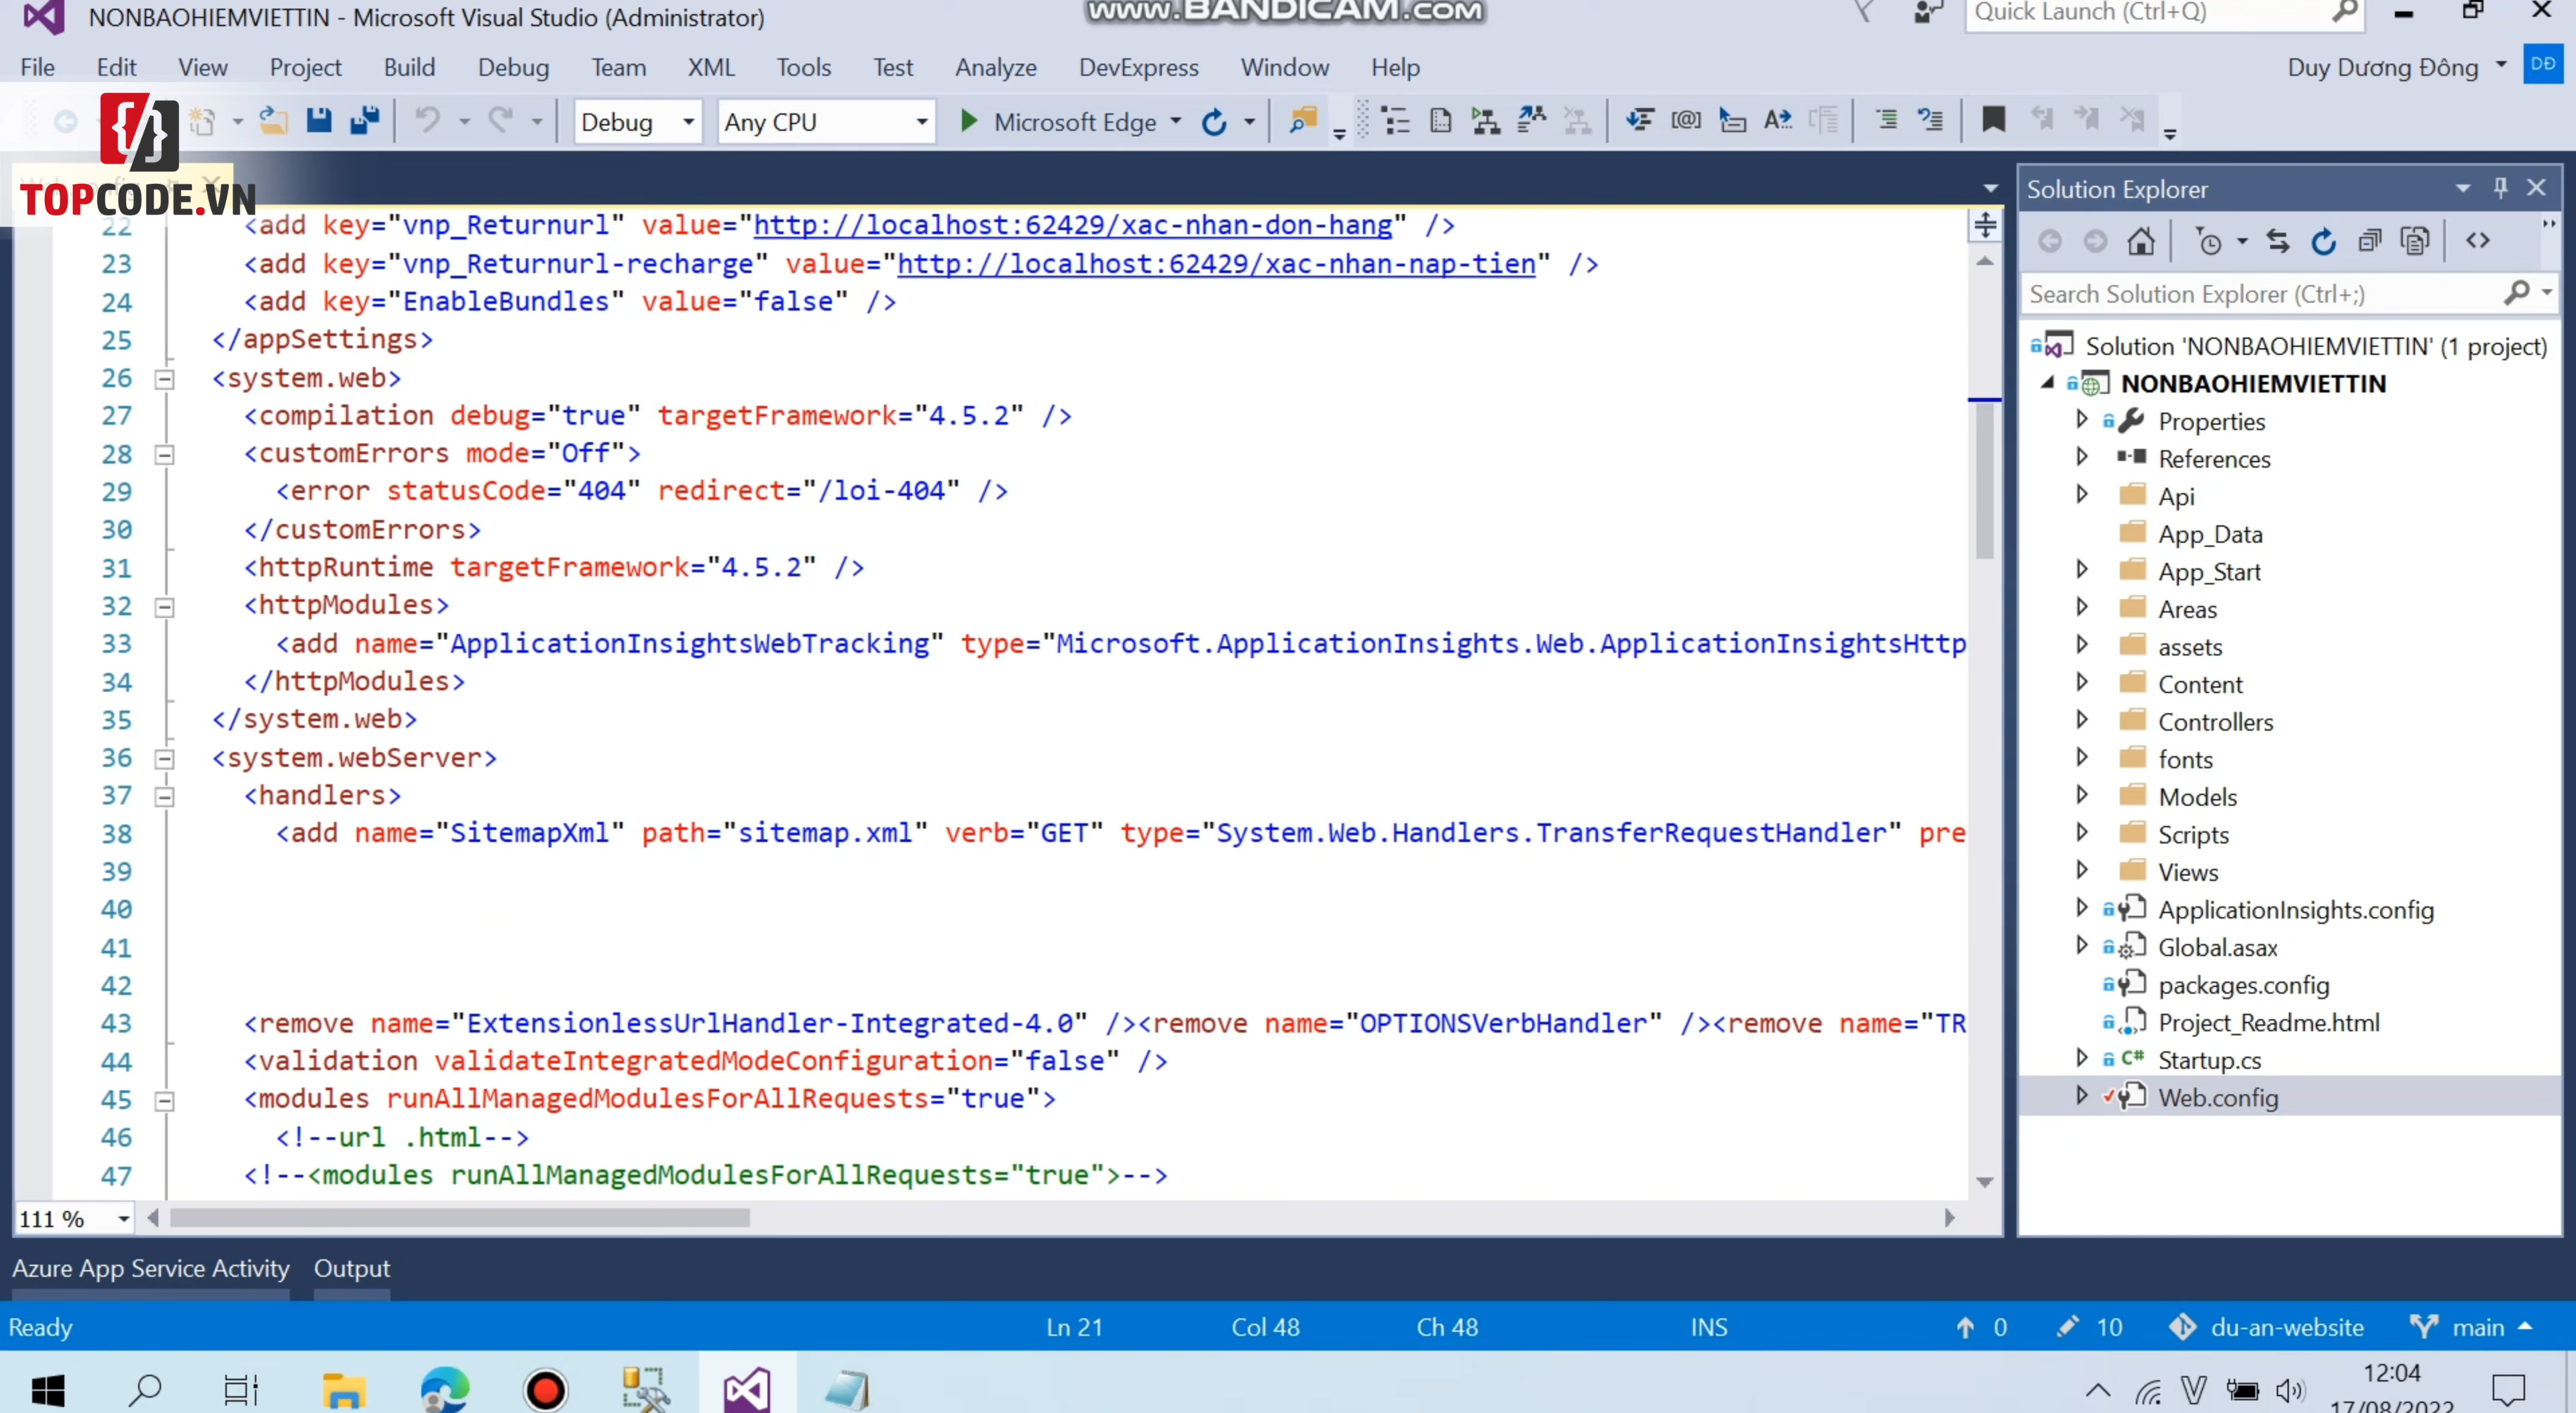 NONBAOHIEMVIETTIN - Microsoft Visual Studio (Administrator)
www.BANDICAM.com
Quick Launch (Ctrl+Q)
File Edit View Project Build Debug Team XML Tools Test Analyze DevExpress Window Help
Duy Dương Đông DĐ
Debug Any CPU Microsoft Edge
TOPCODE.VN
22 <add key="vnp_Returnurl" value="http://localhost:62429/xac-nhan-don-hang" />
23 <add key="vnp_Returnurl-recharge" value="http://localhost:62429/xac-nhan-nap-tien" />
24 <add key="EnableBundles" value="false" />
25 </appSettings>
26 <system.web>
27 <compilation debug="true" targetFramework="4.5.2" />
28 <customErrors mode="Off">
29 <error statusCode="404" redirect="/loi-404" />
30 </customErrors>
31 <httpRuntime targetFramework="4.5.2" />
32 <httpModules>
33 <add name="ApplicationInsightsWebTracking" type="Microsoft.ApplicationInsights.Web.ApplicationInsightsHttp
34 </httpModules>
35 </system.web>
36 <system.webServer>
37 <handlers>
38 <add name="SitemapXml" path="sitemap.xml" verb="GET" type="System.Web.Handlers.TransferRequestHandler" pre
39
40
41
42
43 <remove name="ExtensionlessUrlHandler-Integrated-4.0" /><remove name="OPTIONSVerbHandler" /><remove name="TR
44 <validation validateIntegratedModeConfiguration="false" />
45 <modules runAllManagedModulesForAllRequests="true">
46 <!--url .html-->
47 <!--<modules runAllManagedModulesForAllRequests="true">-->
111 %
Solution Explorer
Search Solution Explorer (Ctrl+;)
Solution 'NONBAOHIEMVIETTIN' (1 project)
NONBAOHIEMVIETTIN
Properties
References
Api
App_Data
App_Start
Areas
assets
Content
Controllers
fonts
Models
Scripts
Views
ApplicationInsights.config
Global.asax
packages.config
Project_Readme.html
C# Startup.cs
Web.config
Azure App Service Activity Output
Ready Ln 21 Col 48 Ch 48 INS 0 10 du-an-website main
12:04
17/08/2022